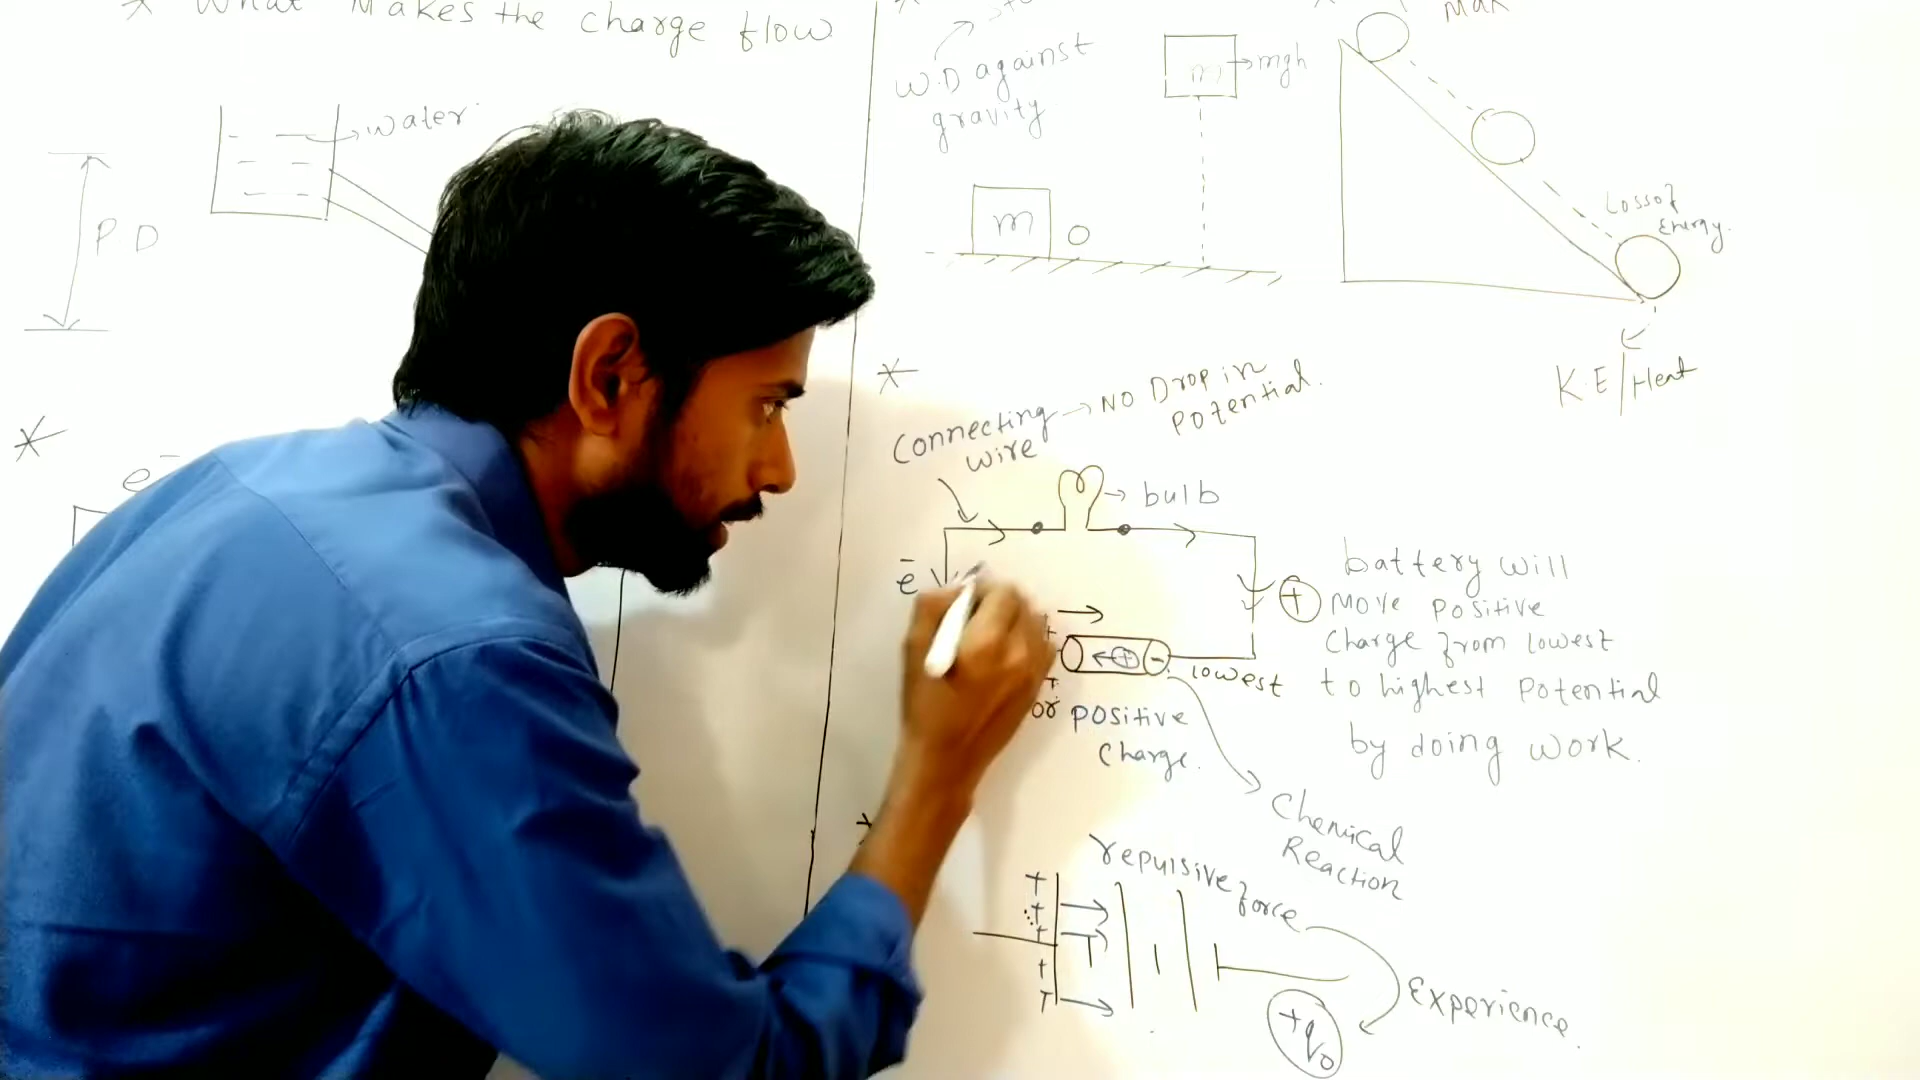 * What Makes the charge flow
water
P D
*
e⁻
W.D against
gravity
m
m
mgh
Loss of
Energy.
K.E / Heat
*
Connecting
wire
NO Drop in
Potential.
bulb
e⁻
+
battery will
Move Positive
Charge from lowest
to highest Potential
by doing work.
+
-
lowest
or positive
Charge.
Chemical
Reaction
repulsive force
+
+
+
+
+
+q₀
Experience.